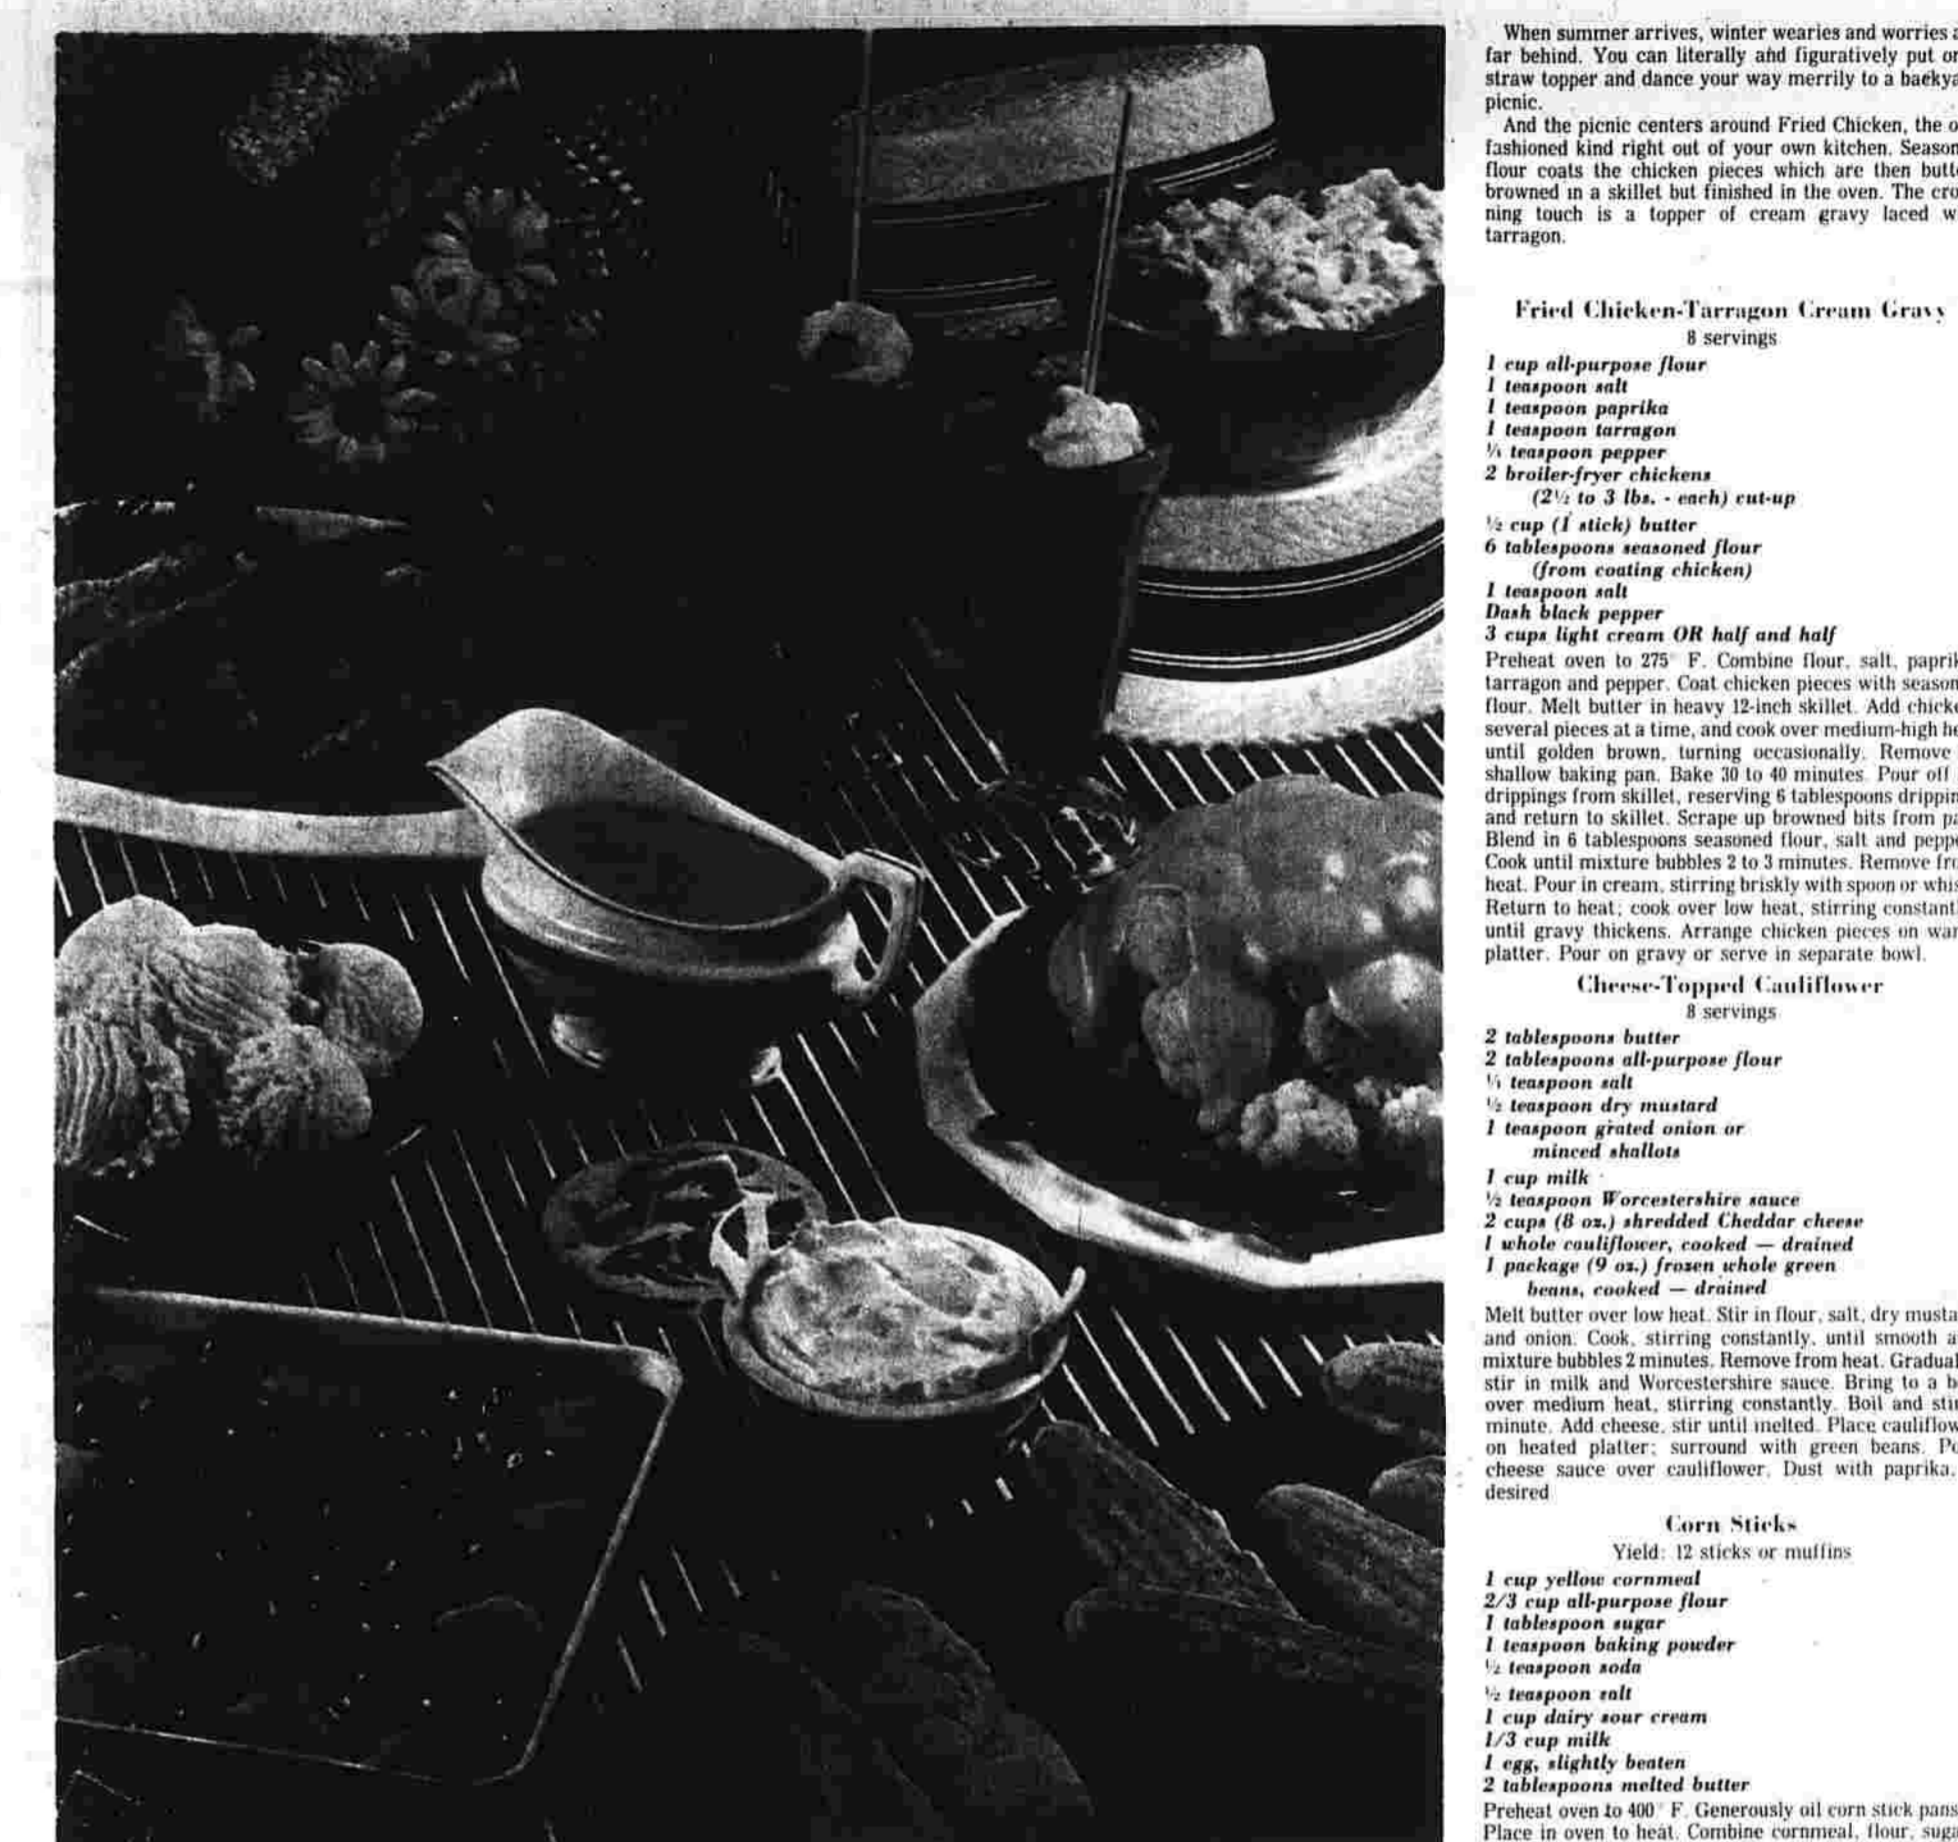 When summer arrives, winter wearies and worries a
far behind. You can literally and figuratively put or
straw topper and dance your way merrily to a backya
picnic.
And the picnic centers around Fried Chicken, the o
fashioned kind right out of your own kitchen. Season
flour coats the chicken pieces which are then butte
browned in a skillet but finished in the oven. The cro
ning touch is a topper of cream gravy laced w
tarragon.
Fried Chicken-Tarragon Cream Gravy
8 servings
1 cup all-purpose flour
1 teaspoon salt
1 teaspoon paprika
1 teaspoon tarragon
teaspoon pepper
2 broiler-fryer chickens
(2½ to 3 lbs. - each) cut-up
½ cup (1 stick) butter
6 tablespoons seasoned flour
(from coating chicken)
1 teaspoon salt
Dash black pepper
3 cups light cream OR half and half
Preheat oven to 275° F. Combine flour, salt, paprik
tarragon and pepper. Coat chicken pieces with season
flour. Melt butter in heavy 12-inch skillet. Add chicke
several pieces at a time, and cook over medium-high he
until golden brown, turning occasionally. Remove
shallow baking pan. Bake 30 to 40 minutes. Pour off
drippings from skillet, reserving 6 tablespoons drippin
and return to skillet. Scrape up browned bits from pa
Blend in 6 tablespoons seasoned flour, salt and peppe
Cook until mixture bubbles 2 to 3 minutes. Remove fro
heat. Pour in cream, stirring briskly with spoon or whis
Return to heat; cook over low heat, stirring constantl
until gravy thickens. Arrange chicken pieces on war
platter. Pour on gravy or serve in separate bowl.
Cheese-Topped Cauliflower
8 servings
2 tablespoons butter
2 tablespoons all-purpose flour
teaspoon salt
½ teaspoon dry mustard
1 teaspoon grated onion or
minced shallots
1 cup milk
½ teaspoon Worcestershire sauce
2 cups (8 oz.) shredded Cheddar cheese
1 whole cauliflower, cooked — drained
1 package (9 oz.) frozen whole green
beans, cooked — drained
Melt butter over low heat. Stir in flour, salt, dry musta
and onion. Cook, stirring constantly, until smooth a
mixture bubbles 2 minutes. Remove from heat. Gradual
stir in milk and Worcestershire sauce. Bring to a b
over medium heat, stirring constantly. Boil and stir
minute. Add cheese, stir until melted. Place cauliflow
on heated platter; surround with green beans. Po
cheese sauce over cauliflower. Dust with paprika,
desired
Corn Sticks
Yield: 12 sticks or muffins
1 cup yellow cornmeal
2/3 cup all-purpose flour
1 tablespoon sugar
1 teaspoon baking powder
½ teaspoon soda
½ teaspoon salt
1 cup dairy sour cream
1/3 cup milk
1 egg, slightly beaten
2 tablespoons melted butter
Preheat oven to 400° F. Generously oil corn stick pans
Place in oven to heat. Combine cornmeal, flour, suga